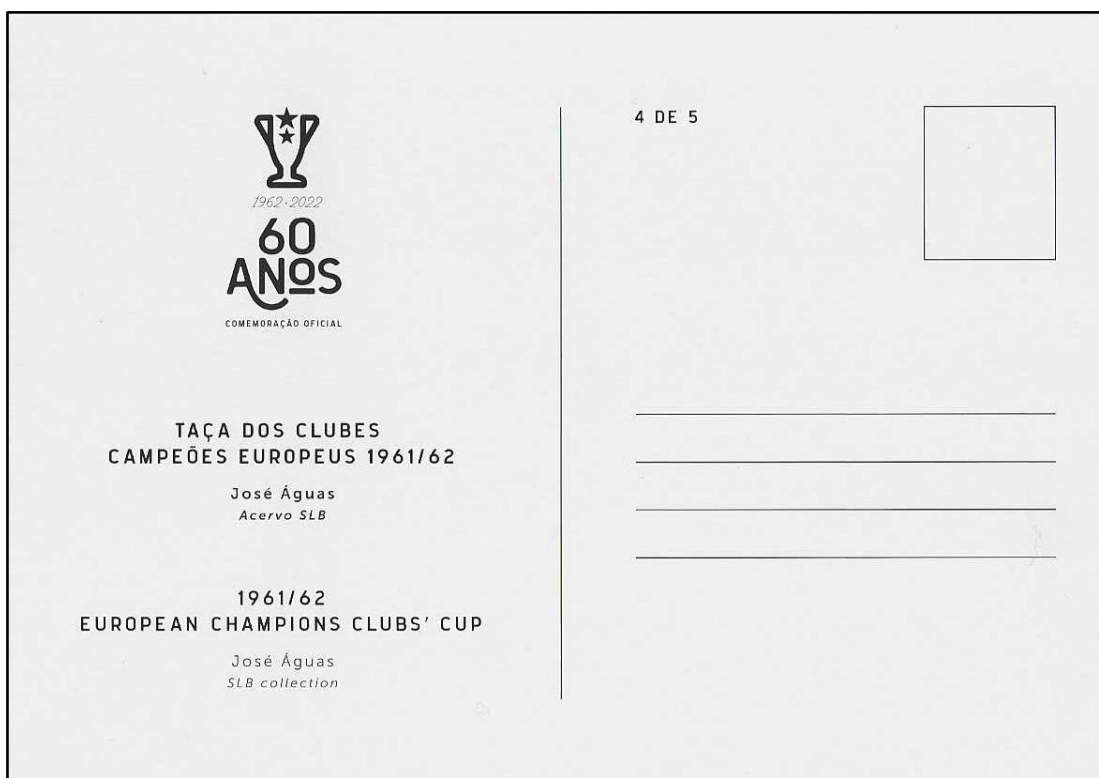 1962·2022
60
ANOS
COMEMORAÇÃO OFICIAL
TAÇA DOS CLUBES
CAMPEÕES EUROPEUS 1961/62
José Águas
Acervo SLB
1961/62
EUROPEAN CHAMPIONS CLUBS' CUP
José Águas
SLB collection
4 DE 5